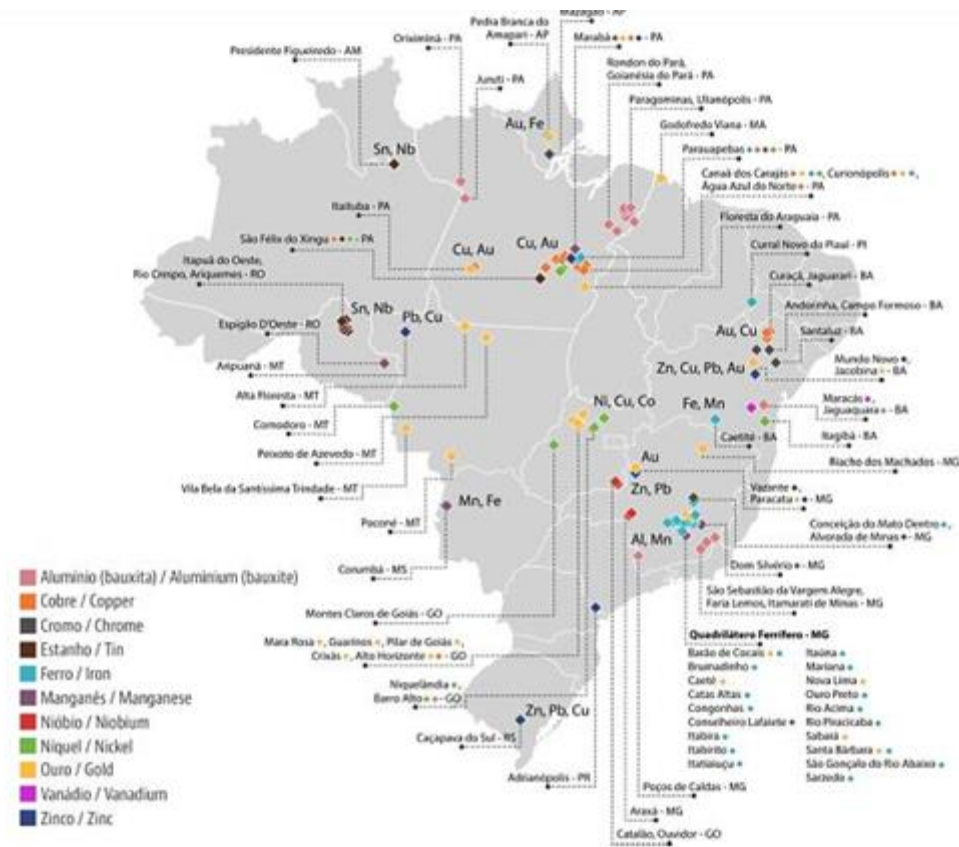 Mazagão - AP
Pedra Branca do
Amapari - AP
Oriximiná - PA
Marabá - PA
Presidente Figueiredo - AM
Juruti - PA
Rondon do Pará,
Goianésia do Pará - PA
Paragominas, Ulianópolis - PA
Au, Fe
Godofredo Viana - MA
Sn, Nb
Parauapebas - PA
Canaã dos Carajás, Curionópolis,
Água Azul do Norte - PA
Itaituba - PA
Floresta do Araguaia - PA
São Félix do Xingu - PA
Cu, Au
Cu, Au
Curral Novo do Piauí - PI
Itapuã do Oeste,
Rio Crespo, Ariquemes - RO
Curaçá, Jaguarari - BA
Sn, Nb
Pb, Cu
Andorinha, Campo Formoso - BA
Espigão D'Oeste - RO
Au, Cu
Santaluz - BA
Aripuanã - MT
Zn, Cu, Pb, Au
Mundo Novo,
Jacobina - BA
Alta Floresta - MT
Ni, Cu, Co
Fe, Mn
Maracás,
Jaguaquara - BA
Comodoro - MT
Caetité - BA
Itagibá - BA
Peixoto de Azevedo - MT
Au
Riacho dos Machados - MG
Vila Bela da Santíssima Trindade - MT
Zn, Pb
Vazante,
Paracatu - MG
Mn, Fe
Poconé - MT
Al, Mn
Conceição do Mato Dentro,
Alvorada de Minas - MG
Corumbá - MS
Dom Silvério - MG
São Sebastião da Vargem Alegre,
Faria Lemos, Itamarati de Minas - MG
Montes Claros de Goiás - GO
Mara Rosa, Guarinos, Pilar de Goiás,
Crixás, Alto Horizonte - GO
Niquelândia,
Barro Alto - GO
Zn, Pb, Cu
Caçapava do Sul - RS
Adrianópolis - PR
Quadrilátero Ferrífero - MG
Barão de Cocais
Brumadinho
Caeté
Catas Altas
Congonhas
Conselheiro Lafaiete
Itabira
Itabirito
Itatiaiuçu
Itaúna
Mariana
Nova Lima
Ouro Preto
Rio Acima
Rio Piracicaba
Sabará
Santa Bárbara
São Gonçalo do Rio Abaixo
Sarzedo
Poços de Caldas - MG
Araxá - MG
Catalão, Ouvidor - GO
Alumínio (bauxita) / Aluminium (bauxite)
Cobre / Copper
Cromo / Chrome
Estanho / Tin
Ferro / Iron
Manganês / Manganese
Nióbio / Niobium
Níquel / Nickel
Ouro / Gold
Vanádio / Vanadium
Zinco / Zinc